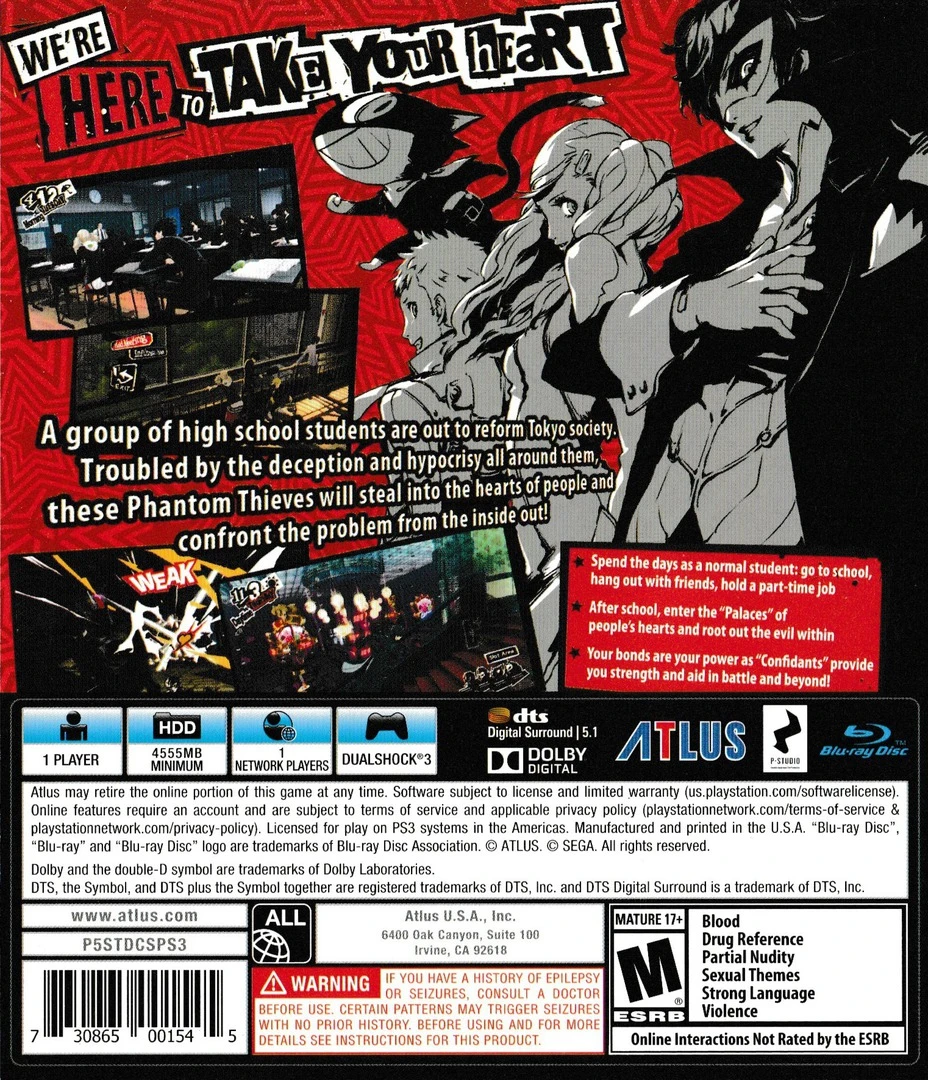 WE'RE
HERE TO TAKE YOUR HEART
4/24
EXIT
A group of high school students are out to reform Tokyo society.
Troubled by the deception and hypocrisy all around them,
these Phantom Thieves will steal into the hearts of people and
confront the problem from the inside out!
WEAK
11/3
Slot Area
★ Spend the days as a normal student: go to school,
hang out with friends, hold a part-time job
★ After school, enter the “Palaces” of
people's hearts and root out the evil within
★ Your bonds are your power as “Confidants” provide
you strength and aid in battle and beyond!
1 PLAYER
HDD
4555MB
MINIMUM
1
NETWORK PLAYERS
DUALSHOCK®3
dts
Digital Surround | 5.1
DOLBY
DIGITAL
ATLUS
P-STUDIO
Blu-ray Disc™
Atlus may retire the online portion of this game at any time. Software subject to license and limited warranty (us.playstation.com/softwarelicense).
Online features require an account and are subject to terms of service and applicable privacy policy (playstationnetwork.com/terms-of-service &
playstationnetwork.com/privacy-policy). Licensed for play on PS3 systems in the Americas. Manufactured and printed in the U.S.A. “Blu-ray Disc”,
“Blu-ray” and “Blu-ray Disc” logo are trademarks of Blu-ray Disc Association. © ATLUS. © SEGA. All rights reserved.
Dolby and the double-D symbol are trademarks of Dolby Laboratories.
DTS, the Symbol, and DTS plus the Symbol together are registered trademarks of DTS, Inc. and DTS Digital Surround is a trademark of DTS, Inc.
www.atlus.com
P5STDCSPS3
7 30865 00154 5
ALL
Atlus U.S.A., Inc.
6400 Oak Canyon, Suite 100
Irvine, CA 92618
WARNING IF YOU HAVE A HISTORY OF EPILEPSY
OR SEIZURES, CONSULT A DOCTOR
BEFORE USE. CERTAIN PATTERNS MAY TRIGGER SEIZURES
WITH NO PRIOR HISTORY. BEFORE USING AND FOR MORE
DETAILS SEE INSTRUCTIONS FOR THIS PRODUCT.
MATURE 17+
M®
ESRB
Blood
Drug Reference
Partial Nudity
Sexual Themes
Strong Language
Violence
Online Interactions Not Rated by the ESRB